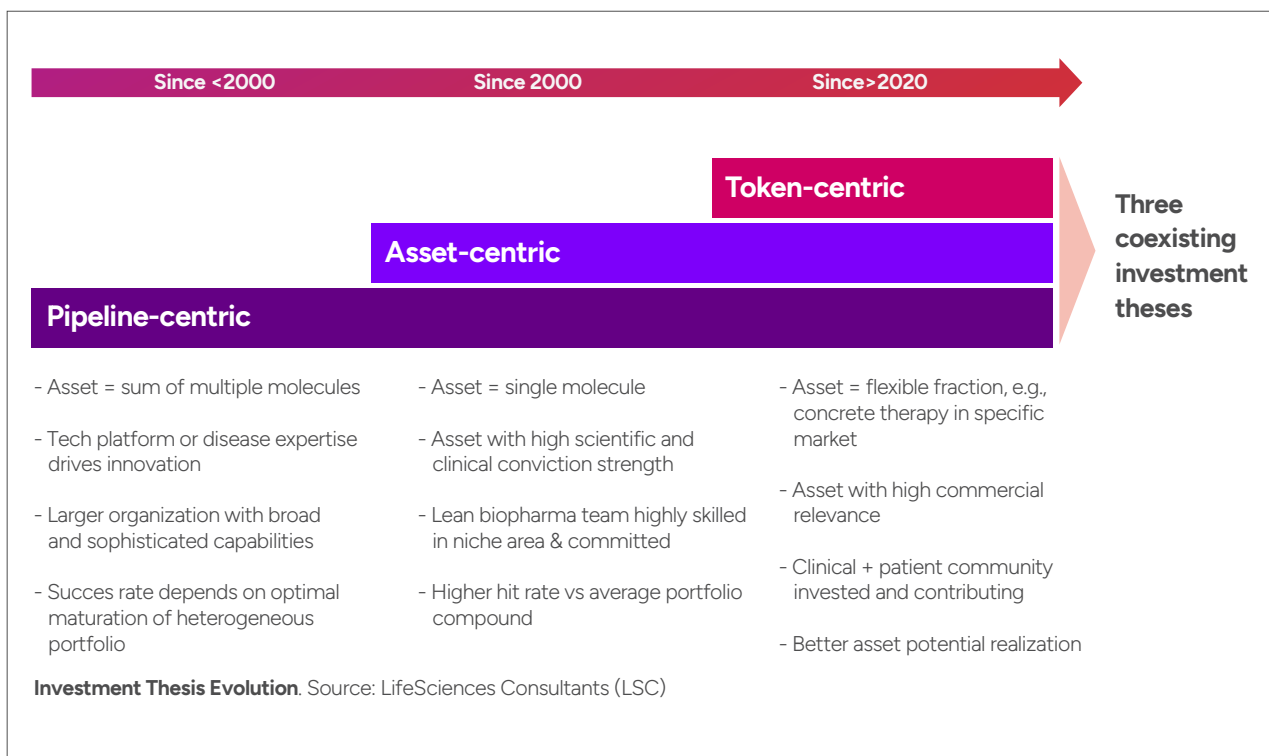 Since <2000
Since 2000
Since>2020
Token-centric
Asset-centric
Pipeline-centric
Three
coexisting
investment
theses
- Asset = sum of multiple molecules
- Tech platform or disease expertise
drives innovation
- Larger organization with broad
and sophisticated capabilities
- Succes rate depends on optimal
maturation of heterogeneous
portfolio
- Asset = single molecule
- Asset with high scientific and
clinical conviction strength
- Lean biopharma team highly skilled
in niche area & committed
- Higher hit rate vs average portfolio
compound
- Asset = flexible fraction, e.g.,
concrete therapy in specific
market
- Asset with high commercial
relevance
- Clinical + patient community
invested and contributing
- Better asset potential realization
Investment Thesis Evolution. Source: LifeSciences Consultants (LSC)